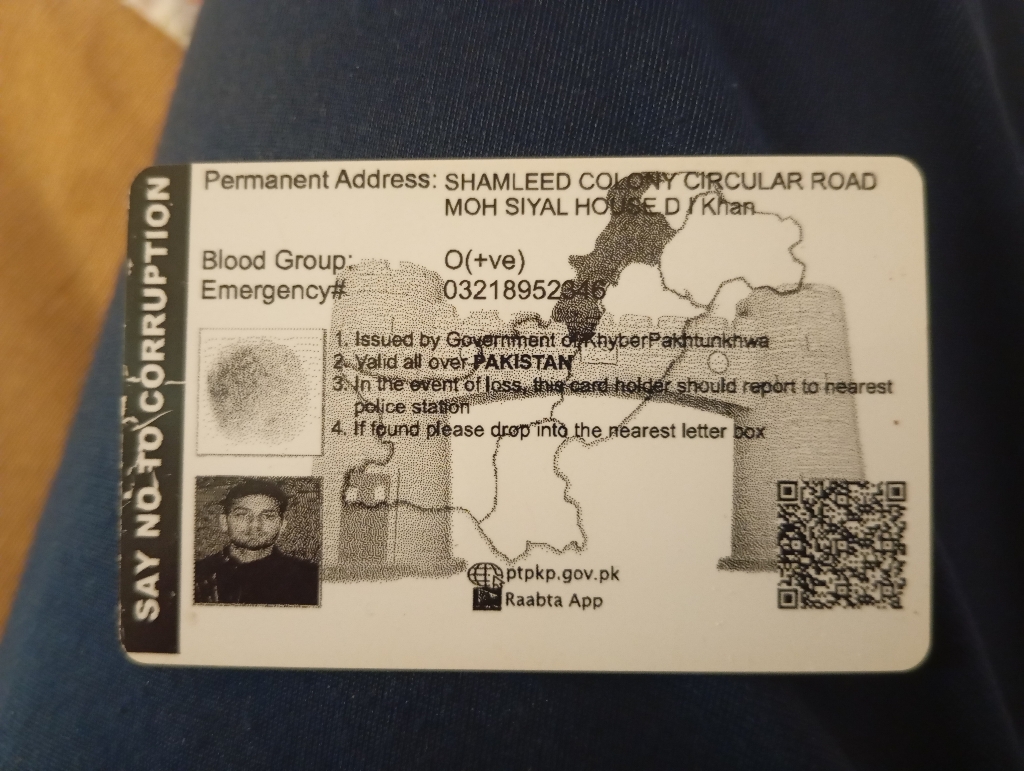 SAY NO TO CORRUPTION
Permanent Address: SHAMLEED COLONY CIRCULAR ROAD
MOH SIYAL HOUSE D I Khan
Blood Group: O(+ve)
Emergency#
1. Issued by Government of KhyberPakhtunkhwa
2. Valid all over PAKISTAN
3. In the event of loss, this card holder should report to nearest
police station
4. If found please drop into the nearest letter box
ptpkp.gov.pk
Raabta App